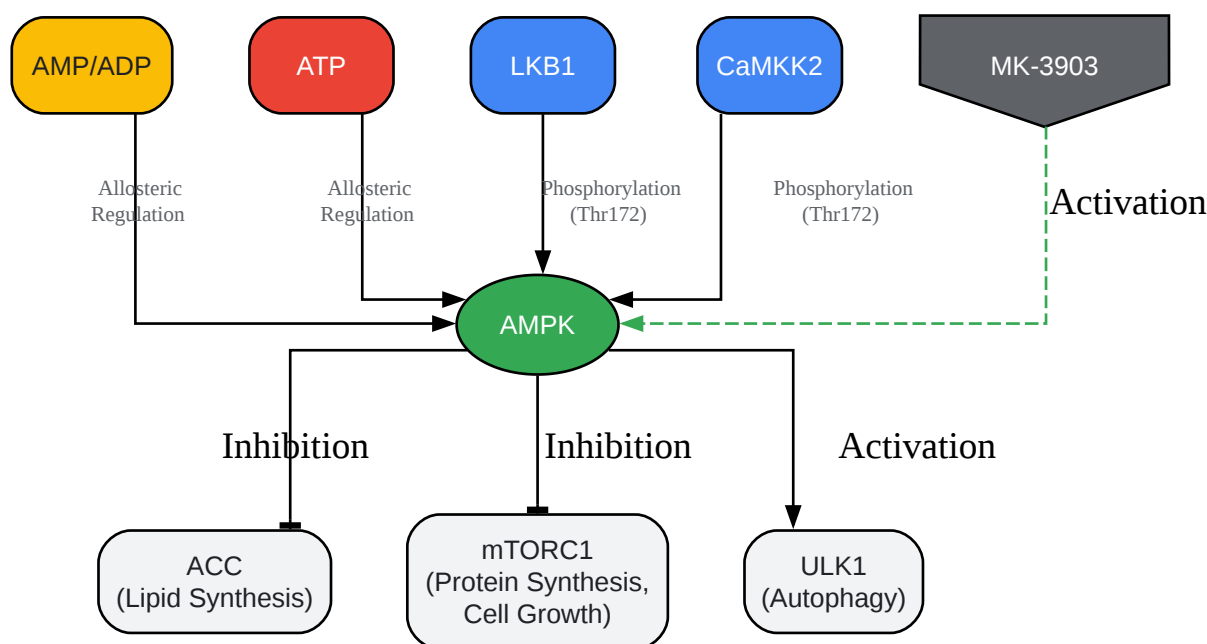 AMP/ADP
ATP
LKB1
CaMKK2
MK-3903
Allosteric
Regulation
Allosteric
Regulation
Phosphorylation
(Thr172)
Phosphorylation
(Thr172)
Activation
AMPK
Inhibition
Inhibition
Activation
ACC
(Lipid Synthesis)
mTORC1
(Protein Synthesis,
Cell Growth)
ULK1
(Autophagy)